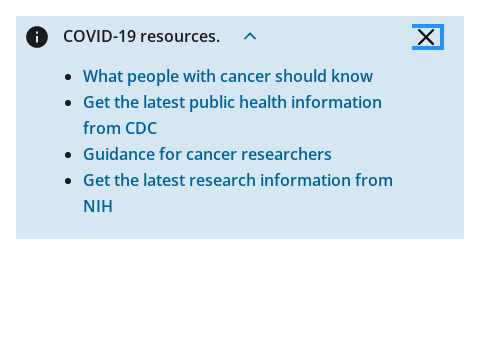 COVID-19 resources.
What people with cancer should know
Get the latest public health information
from CDC
Guidance for cancer researchers
Get the latest research information from
NIH